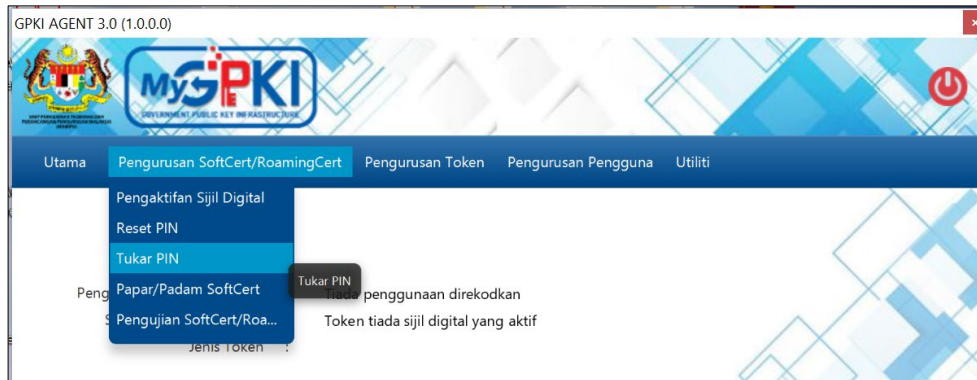 GPKI AGENT 3.0 (1.0.0.0)
MyGPKI
GOVERNMENT PUBLIC KEY INFRASTRUCTURE
Utama Pengurusan SoftCert/RoamingCert Pengurusan Token Pengurusan Pengguna Utiliti
Pengaktifan Sijil Digital
Reset PIN
Tukar PIN
Tukar PIN
Papar/Padam SoftCert
Peng
Tiada penggunaan direkodkan
Pengujian SoftCert/Roa...
Token tiada sijil digital yang aktif
Jenis Token :